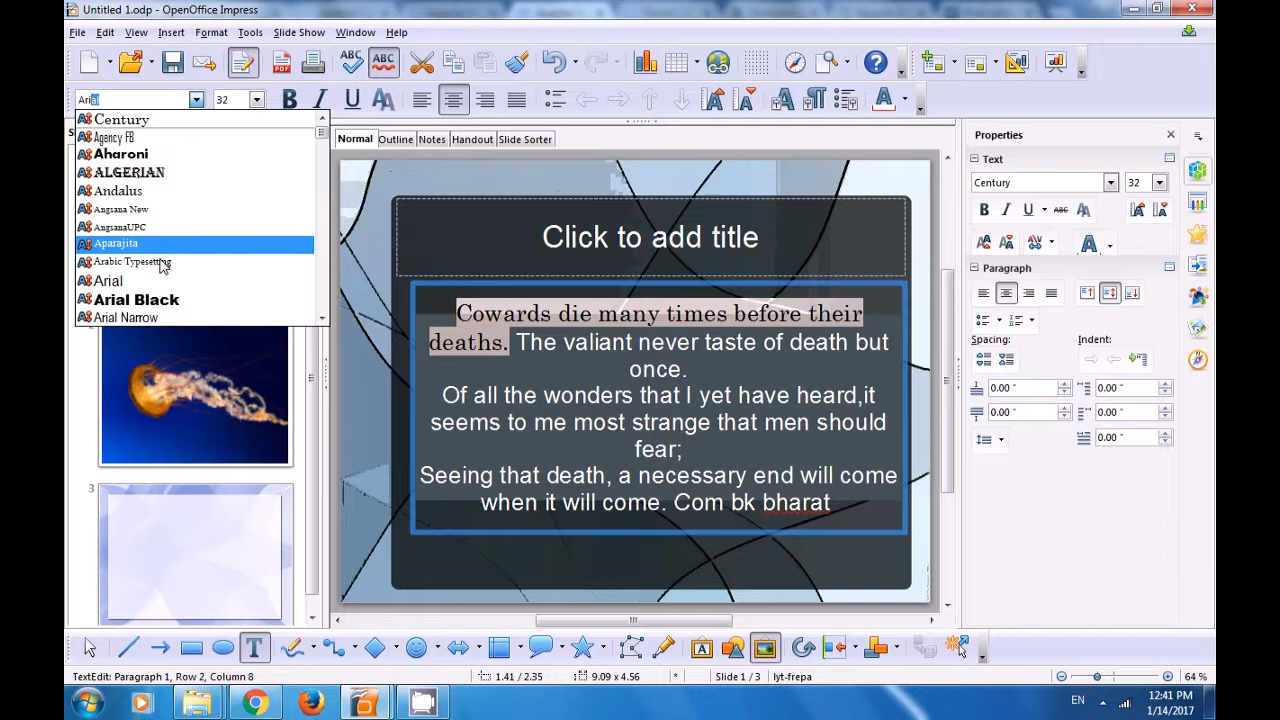 Untitled 1.odp - OpenOffice Impress
File Edit View Insert Format Tools Slide Show Window Help
Arial 32
Century
Agency FB
Aharoni
ALGERIAN
Andalus
Angsana New
AngsanaUPC
Aparajita
Arabic Typesetting
Arial
Arial Black
Arial Narrow
3
Normal Outline Notes Handout Slide Sorter
Click to add title
Cowards die many times before their
deaths. The valiant never taste of death but
once.
Of all the wonders that I yet have heard,it
seems to me most strange that men should
fear;
Seeing that death, a necessary end will come
when it will come. Com bk bharat
Properties
Text
Century 32
Paragraph
Spacing: Indent:
0.00 " 0.00 "
0.00 " 0.00 "
0.00 "
TextEdit: Paragraph 1, Row 2, Column 8 1.41 / 2.35 9.09 x 4.56 * Slide 1 / 3 lyt-frepa 64 %
EN 12:41 PM
1/14/2017